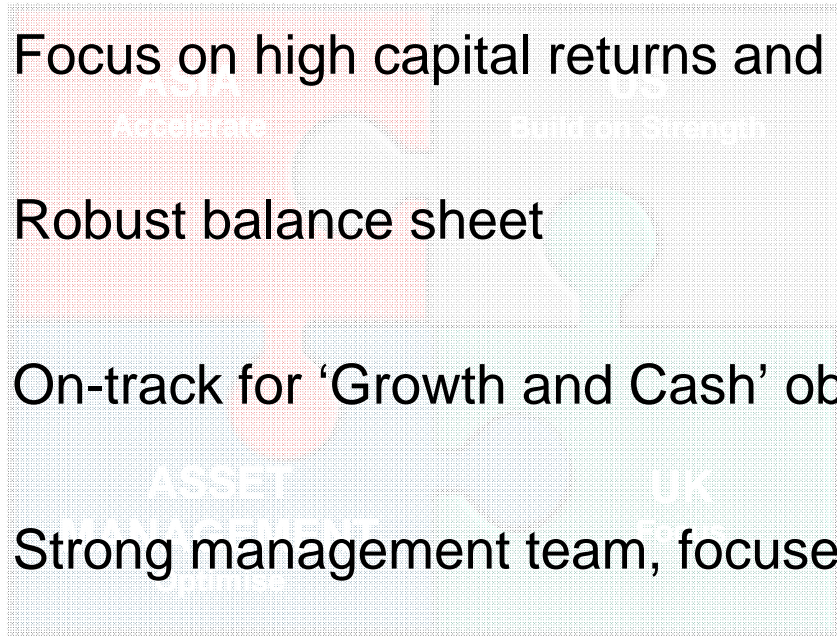 Focus on high capital returns and
ASIA
US
Accelerate
Build on Strength
Robust balance sheet
On-track for ‘Growth and Cash’ ob
ASSET
UK
MANAGEMENT
Focus
Strong management team, focuse
Optimise